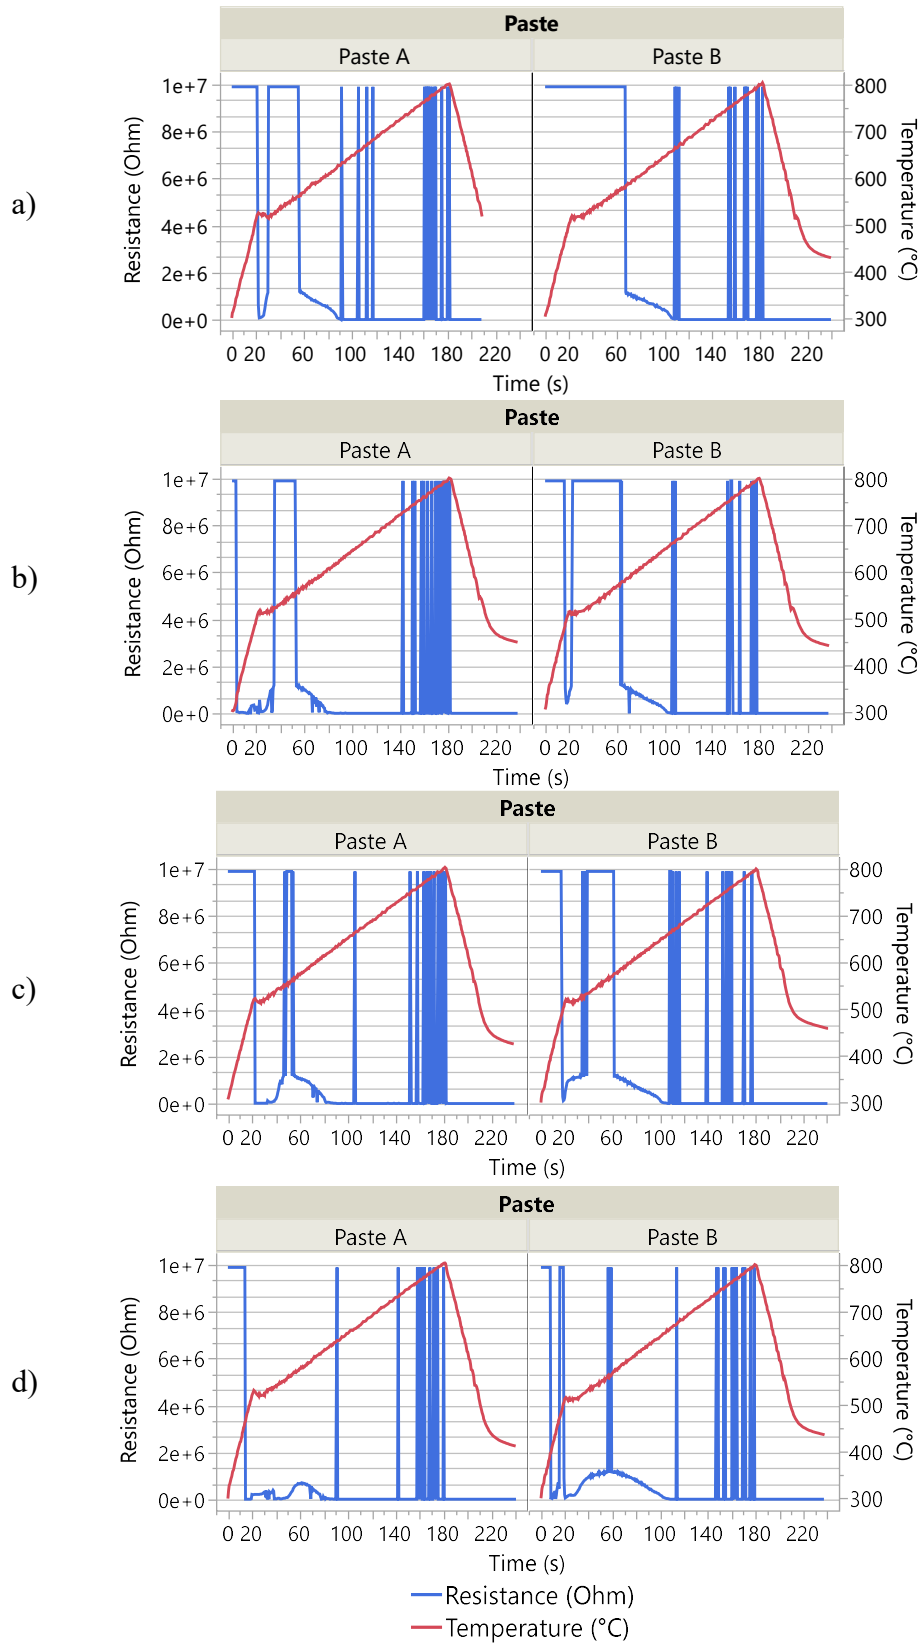 Paste
Paste A Paste B
a)
Resistance (Ohm)
1e+7
8e+6
6e+6
4e+6
2e+6
0e+0
800
700
600
500
400
300
Temperature (°C)
0 20 60 100 140 180 220 0 20 60 100 140 180 220
Time (s)
Paste
Paste A Paste B
b)
Resistance (Ohm)
1e+7
8e+6
6e+6
4e+6
2e+6
0e+0
800
700
600
500
400
300
Temperature (°C)
0 20 60 100 140 180 220 0 20 60 100 140 180 220
Time (s)
Paste
Paste A Paste B
c)
Resistance (Ohm)
1e+7
8e+6
6e+6
4e+6
2e+6
0e+0
800
700
600
500
400
300
Temperature (°C)
0 20 60 100 140 180 220 0 20 60 100 140 180 220
Time (s)
Paste
Paste A Paste B
d)
Resistance (Ohm)
1e+7
8e+6
6e+6
4e+6
2e+6
0e+0
800
700
600
500
400
300
Temperature (°C)
0 20 60 100 140 180 220 0 20 60 100 140 180 220
Time (s)
Resistance (Ohm)
Temperature (°C)